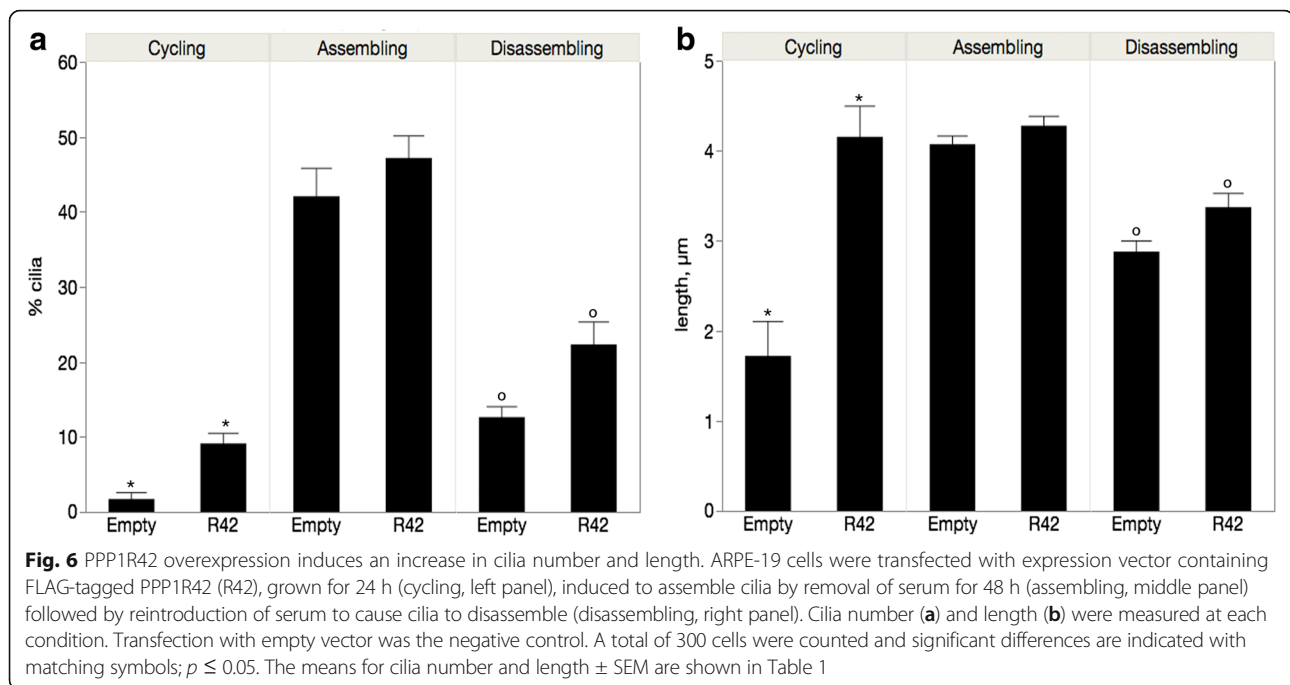 a
Cycling Assembling Disassembling
60
50
40
30
20
10
0
% cilia
*
*
o
o
Empty R42 Empty R42 Empty R42
b
Cycling Assembling Disassembling
5
4
3
2
1
0
length, µm
*
*
o
o
Empty R42 Empty R42 Empty R42
Fig. 6 PPP1R42 overexpression induces an increase in cilia number and length. ARPE-19 cells were transfected with expression vector containing
FLAG-tagged PPP1R42 (R42), grown for 24 h (cycling, left panel), induced to assemble cilia by removal of serum for 48 h (assembling, middle panel)
followed by reintroduction of serum to cause cilia to disassemble (disassembling, right panel). Cilia number (a) and length (b) were measured at each
condition. Transfection with empty vector was the negative control. A total of 300 cells were counted and significant differences are indicated with
matching symbols; p ≤ 0.05. The means for cilia number and length ± SEM are shown in Table 1